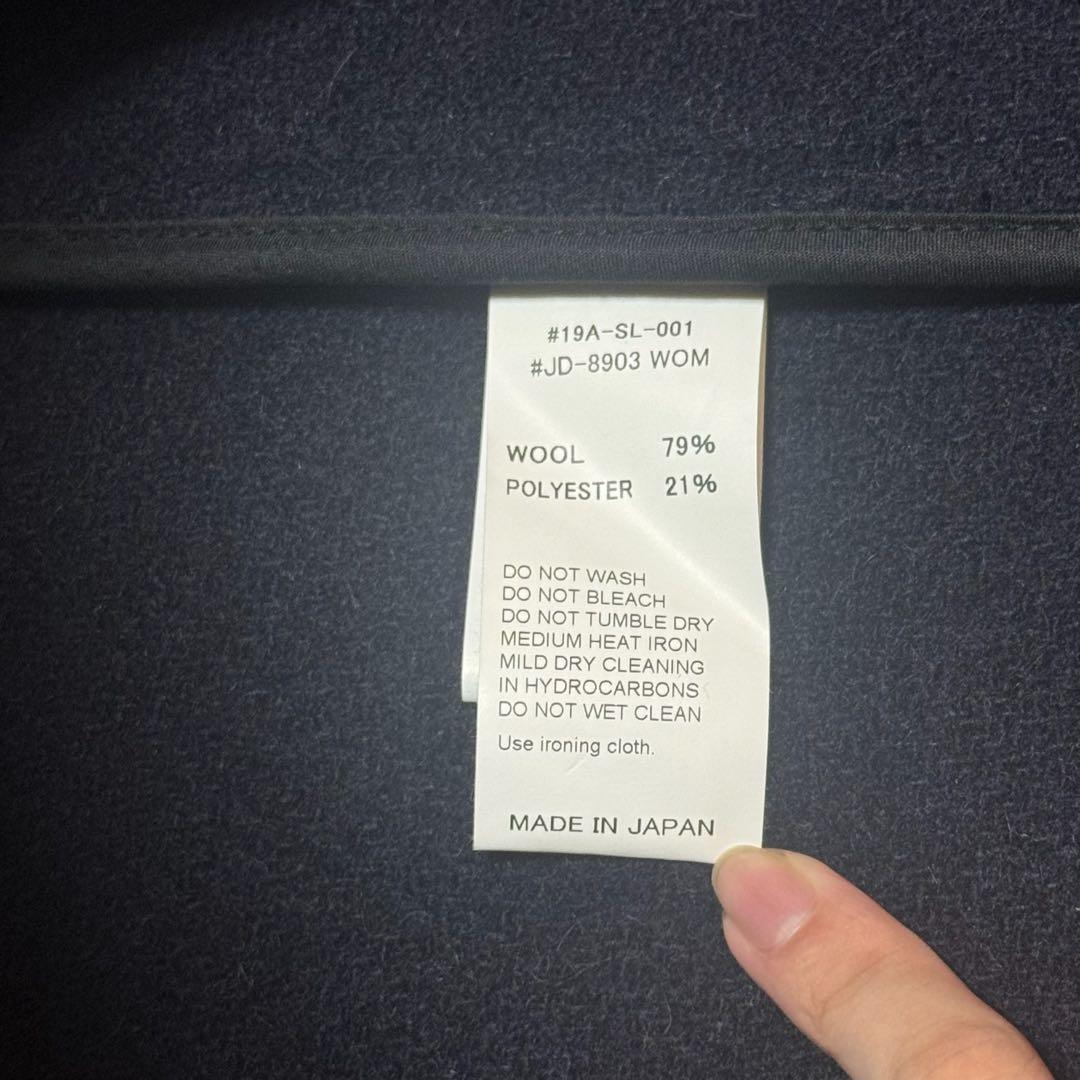 #19A-SL-001
#JD-8903 WOM
WOOL 79%
POLYESTER 21%
DO NOT WASH
DO NOT BLEACH
DO NOT TUMBLE DRY
MEDIUM HEAT IRON
MILD DRY CLEANING
IN HYDROCARBONS
DO NOT WET CLEAN
Use ironing cloth.
MADE IN JAPAN